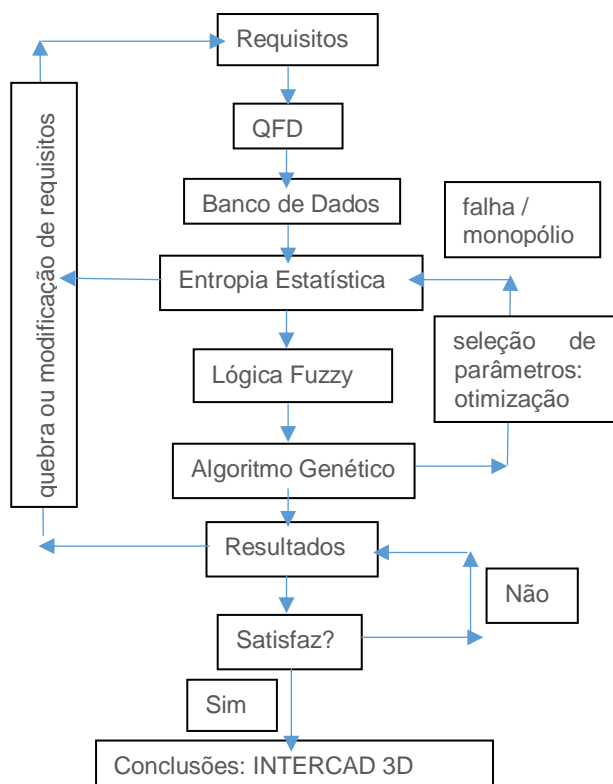 Requisitos
QFD
Banco de Dados
falha /
monopólio
Entropia Estatística
quebra ou modificação de requisitos
seleção de
parâmetros:
otimização
Lógica Fuzzy
Algoritmo Genético
Resultados
Não
Satisfaz?
Sim
Conclusões: INTERCAD 3D